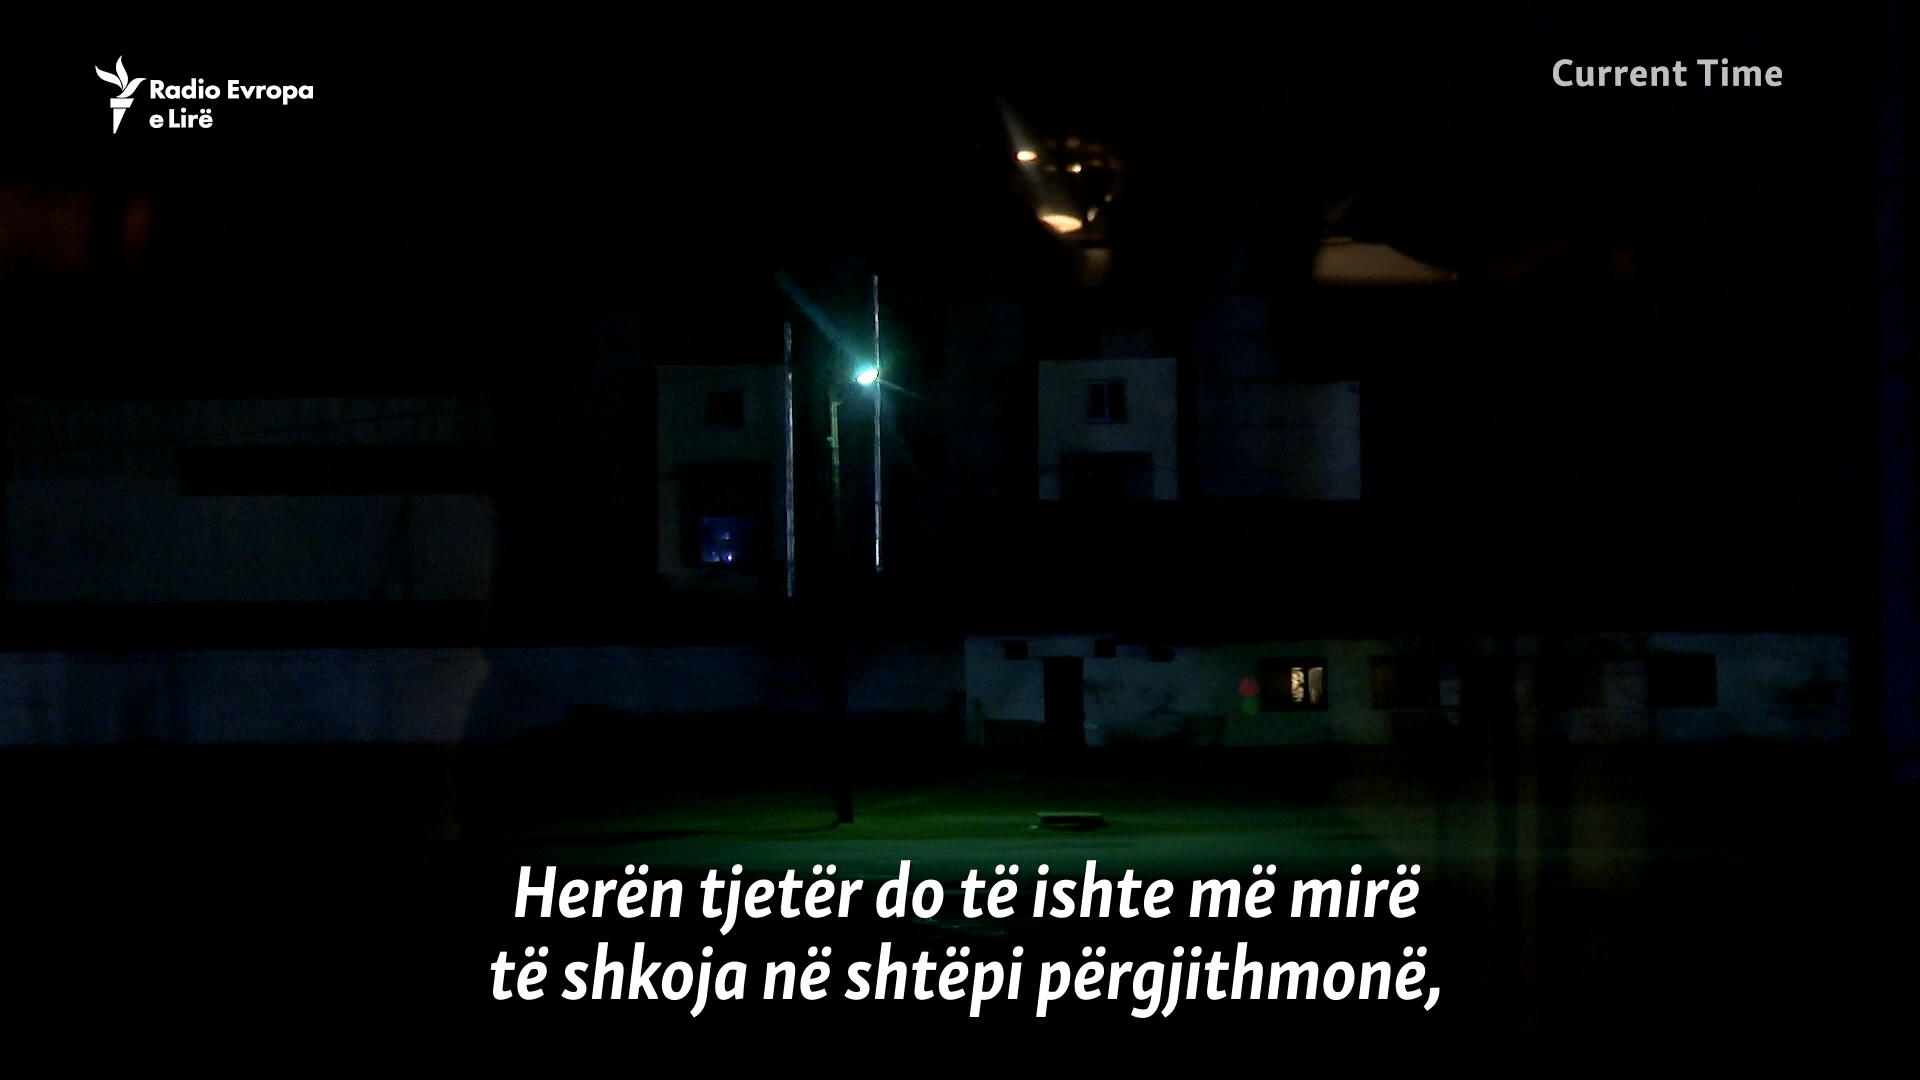 Radio Evropa
e Lirë
Current Time
Herën tjetër do të ishte më mirë
të shkoja në shtëpi përgjithmonë,